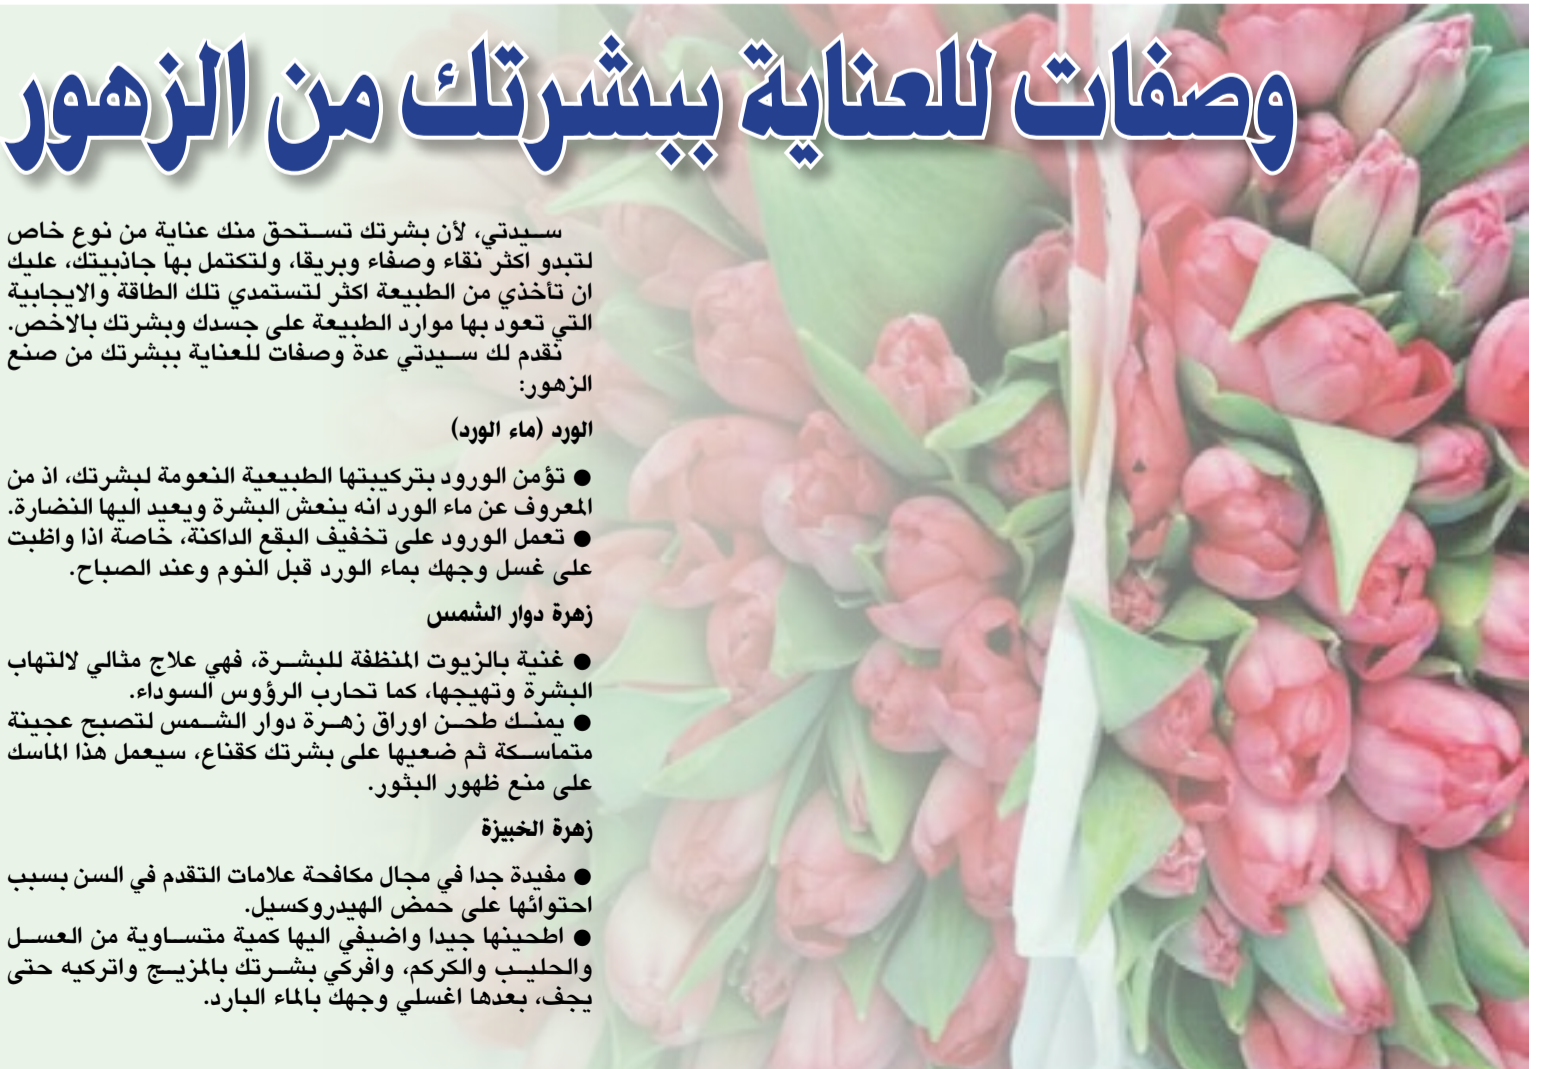 وصفات للعناية ببشرتك من الزهور
سيدتي، لأن بشرتك تستحق منك عناية من نوع خاص
لتبدو اكثر نقاء وصفاء وبريقا، ولتكتمل بها جاذبيتك، عليك
ان تأخذي من الطبيعة اكثر لتستمدي تلك الطاقة والايجابية
التي تعود بها موارد الطبيعة على جسدك وبشرتك بالاخص.
نقدم لك سيدتي عدة وصفات للعناية ببشرتك من صنع
الزهور:
الورد (ماء الورد)
● تؤمن الورود بتركيبتها الطبيعية النعومة لبشرتك، اذ من
المعروف عن ماء الورد انه ينعش البشرة ويعيد اليها النضارة.
● تعمل الورود على تخفيف البقع الداكنة، خاصة اذا واظبت
على غسل وجهك بماء الورد قبل النوم وعند الصباح.
زهرة دوار الشمس
● غنية بالزيوت المنظفة للبشرة، فهي علاج مثالي لالتهاب
البشرة وتهيجها، كما تحارب الرؤوس السوداء.
● يمنك طحن اوراق زهرة دوار الشمس لتصبح عجينة
متماسكة ثم ضعيها على بشرتك كقناع، سيعمل هذا الماسك
على منع ظهور البثور.
زهرة الخبيزة
● مفيدة جدا في مجال مكافحة علامات التقدم في السن بسبب
احتوائها على حمض الهيدروكسيل.
● اطحينها جيدا واضيفي اليها كمية متساوية من العسل
والحليب والكركم، وافركي بشرتك بالمزيج واتركيه حتى
يجف، بعدها اغسلي وجهك بالماء البارد.